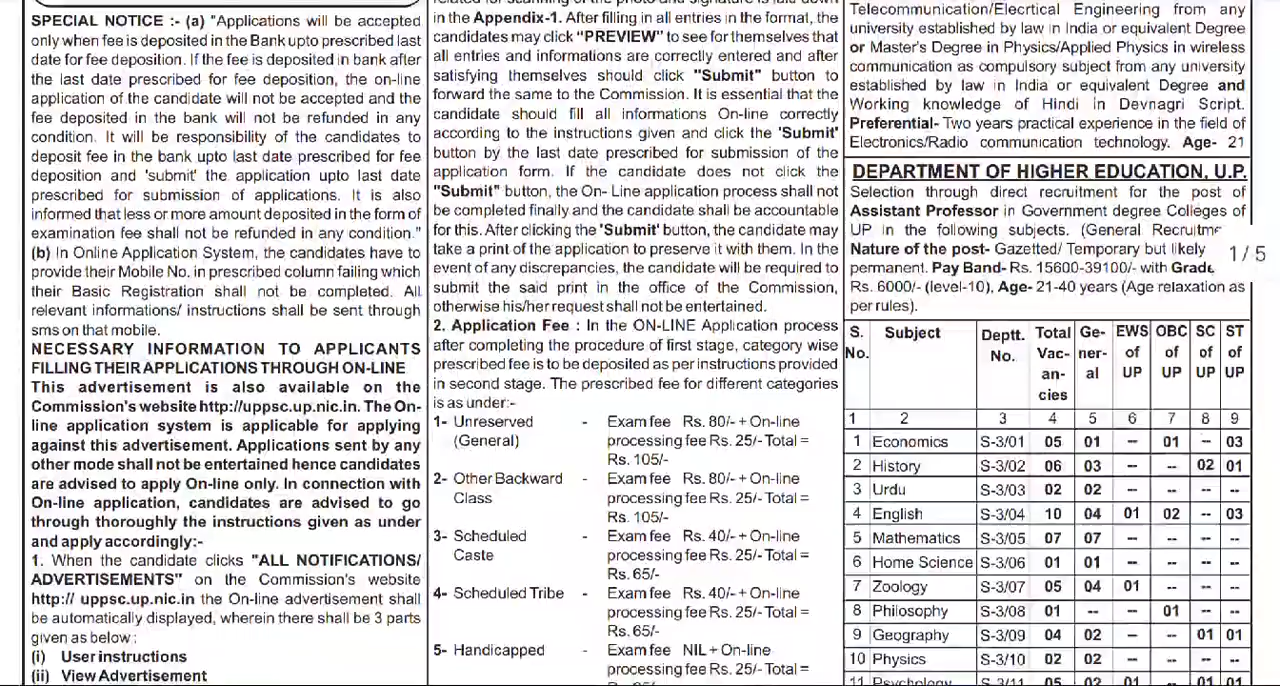 SPECIAL NOTICE :- (a) "Applications will be accepted
only when fee is deposited in the Bank upto prescribed last
date for fee deposition. If the fee is deposited in bank after
the last date prescribed for fee deposition, the on-line
application of the candidate will not be accepted and the
fee deposited in the bank will not be refunded in any
condition. It will be responsibility of the candidates to
deposit fee in the bank upto last date prescribed for fee
deposition and 'submit' the application upto last date
prescribed for submission of applications. It is also
informed that less or more amount deposited in the form of
examination fee shall not be refunded in any condition."
(b) In Online Application System, the candidates have to
provide their Mobile No. in prescribed column failing which
their Basic Registration shall not be completed. All
relevant informations/ instructions shall be sent through
sms on that mobile.
NECESSARY INFORMATION TO APPLICANTS
FILLING THEIR APPLICATIONS THROUGH ON-LINE
This advertisement is also available on the
Commission's website http://uppsc.up.nic.in. The On-
line application system is applicable for applying
against this advertisement. Applications sent by any
other mode shall not be entertained hence candidates
are advised to apply On-line only. In connection with
On-line application, candidates are advised to go
through thoroughly the instructions given as under
and apply accordingly:-
1. When the candidate clicks "ALL NOTIFICATIONS/
ADVERTISEMENTS" on the Commission's website
http:// uppsc.up.nic.in the On-line advertisement shall
be automatically displayed, wherein there shall be 3 parts
given as below :
(i) User instructions
(ii) View Advertisement
in the Appendix-1. After filling in all entries in the format, the
candidates may click "PREVIEW" to see for themselves that
all entries and informations are correctly entered and after
satisfying themselves should click "Submit" button to
forward the same to the Commission. It is essential that the
candidate should fill all informations On-line correctly
according to the instructions given and click the 'Submit'
button by the last date prescribed for submission of the
application form. If the candidate does not click the
"Submit" button, the On- Line application process shall not
be completed finally and the candidate shall be accountable
for this. After clicking the 'Submit' button, the candidate may
take a print of the application to preserve it with them. In the
event of any discrepancies, the candidate will be required to
submit the said print in the office of the Commission,
otherwise his/her request shall not be entertained.
2. Application Fee : In the ON-LINE Application process
after completing the procedure of first stage, category wise
prescribed fee is to be deposited as per instructions provided
in second stage. The prescribed fee for different categories
is as under:-
1- Unreserved - Exam fee Rs. 80/- + On-line
(General) processing fee Rs. 25/- Total =
Rs. 105/-
2- Other Backward - Exam fee Rs. 80/- + On-line
Class processing fee Rs. 25/- Total =
Rs. 105/-
3- Scheduled - Exam fee Rs. 40/- + On-line
Caste processing fee Rs. 25/- Total =
Rs. 65/-
4- Scheduled Tribe - Exam fee Rs. 40/- + On-line
processing fee Rs. 25/- Total =
Rs. 65/-
5- Handicapped - Exam fee NIL + On-line
processing fee Rs. 25/- Total =
Telecommunication/Elecrtical Engineering from any
university established by law in India or equivalent Degree
or Master's Degree in Physics/Applied Physics in wireless
communication as compulsory subject from any university
established by law in India or equivalent Degree and
Working knowledge of Hindi in Devnagri Script.
Preferential- Two years practical experience in the field of
Electronics/Radio communication technology. Age- 21
DEPARTMENT OF HIGHER EDUCATION, U.P.
Selection through direct recruitment for the post of
Assistant Professor in Government degree Colleges of
UP in the following subjects. (General
Nature of the post- Gazetted/ Temporary but likely
permanent. Pay Band- Rs. 15600-39100/- with Grade
Rs. 6000/- (level-10), Age- 21-40 years (Age relaxation as
per rules).
1/5
S. No. Subject Deptt. No. Total Vac-an-cies Ge-ner-al EWS of UP OBC of UP SC of UP ST of UP
1 2 3 4 5 6 7 8 9
1 Economics S-3/01 05 01 -- 01 -- 03
2 History S-3/02 06 03 -- -- 02 01
3 Urdu S-3/03 02 02 -- -- -- --
4 English S-3/04 10 04 01 02 -- 03
5 Mathematics S-3/05 07 07 -- -- -- --
6 Home Science S-3/06 01 01 -- -- -- --
7 Zoology S-3/07 05 04 01 -- -- --
8 Philosophy S-3/08 01 -- -- 01 -- --
9 Geography S-3/09 04 02 -- -- 01 01
10 Physics S-3/10 02 02 -- -- -- --
11 Psychology S-3/11 05 02 01 -- 01 01